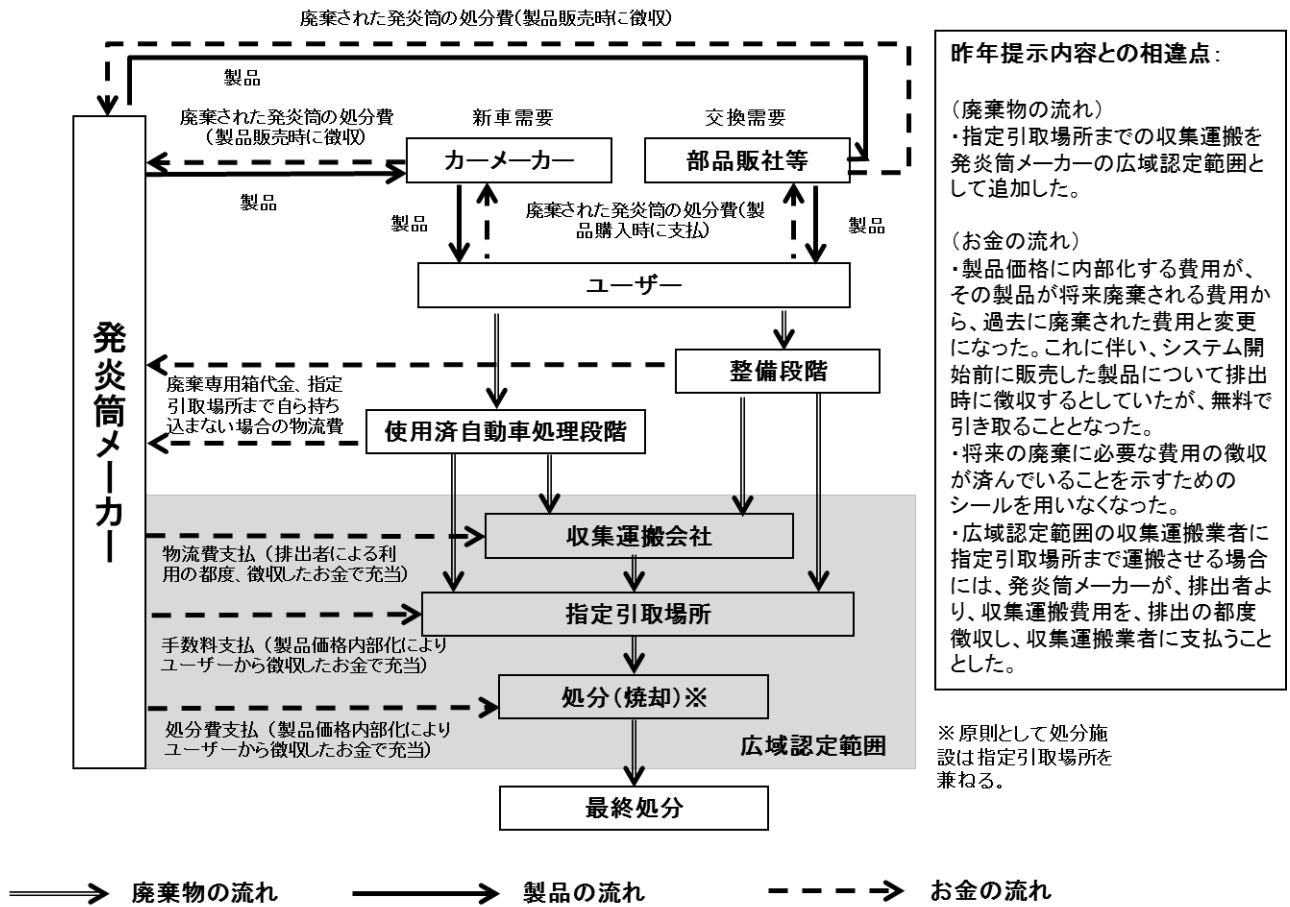 廃棄された発炎筒の処分費(製品販売時に徴収)
製品
廃棄された発炎筒の処分費
(製品販売時に徴収)
新車需要
交換需要
カーメーカー
部品販社等
製品
製品
廃棄された発炎筒の処分費(製
品購入時に支払)
製品
ユーザー
発炎筒メーカー
整備段階
廃棄専用箱代金、指定
引取場所まで自ら持ち
込まない場合の物流費
使用済自動車処理段階
収集運搬会社
物流費支払(排出者による利
用の都度、徴収したお金で充当)
指定引取場所
手数料支払(製品価格内部化により
ユーザーから徴収したお金で充当)
処分(焼却)※
処分費支払(製品価格内部化により
ユーザーから徴収したお金で充当)
広域認定範囲
最終処分
昨年提示内容との相違点:
(廃棄物の流れ)
・指定引取場所までの収集運搬を
発炎筒メーカーの広域認定範囲と
して追加した。
(お金の流れ)
・製品価格に内部化する費用が、
その製品が将来廃棄される費用か
ら、過去に廃棄された費用と変更
になった。これに伴い、システム開
始前に販売した製品について排出
時に徴収するとしていたが、無料で
引き取ることとなった。
・将来の廃棄に必要な費用の徴収
が済んでいることを示すための
シールを用いなくなった。
・広域認定範囲の収集運搬業者に
指定引取場所まで運搬させる場合
には、発炎筒メーカーが、排出者よ
り、収集運搬費用を、排出の都度
徴収し、収集運搬業者に支払うこと
とした。
※原則として処分施
設は指定引取場所を
兼ねる。
廃棄物の流れ
製品の流れ
お金の流れ